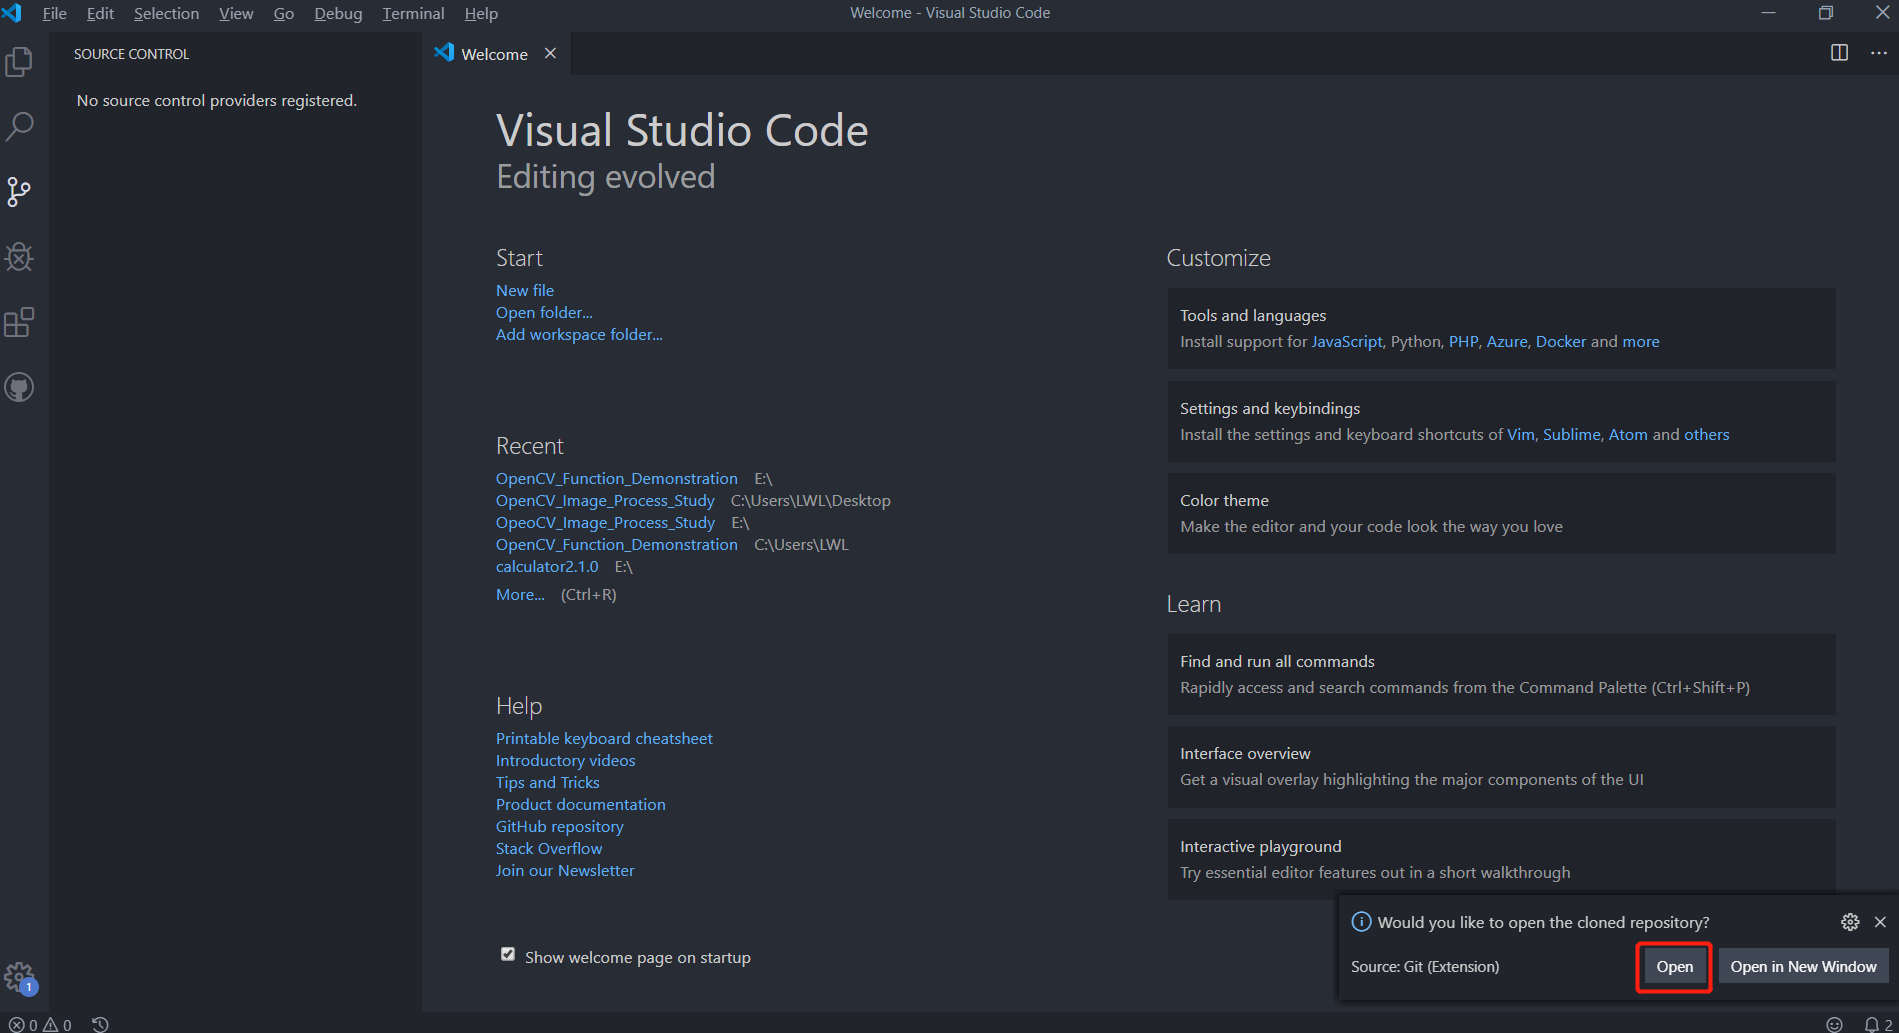 File Edit Selection View Go Debug Terminal Help
Welcome - Visual Studio Code
SOURCE CONTROL
No source control providers registered.
Welcome
Visual Studio Code
Editing evolved
Start
New file
Open folder...
Add workspace folder...
Recent
OpenCV_Function_Demonstration E:\
OpenCV_Image_Process_Study C:\Users\LWL\Desktop
OpeoCV_Image_Process_Study E:\
OpenCV_Function_Demonstration C:\Users\LWL
calculator2.1.0 E:\
More... (Ctrl+R)
Help
Printable keyboard cheatsheet
Introductory videos
Tips and Tricks
Product documentation
GitHub repository
Stack Overflow
Join our Newsletter
Show welcome page on startup
Customize
Tools and languages
Install support for JavaScript, Python, PHP, Azure, Docker and more
Settings and keybindings
Install the settings and keyboard shortcuts of Vim, Sublime, Atom and others
Color theme
Make the editor and your code look the way you love
Learn
Find and run all commands
Rapidly access and search commands from the Command Palette (Ctrl+Shift+P)
Interface overview
Get a visual overlay highlighting the major components of the UI
Interactive playground
Try essential editor features out in a short walkthrough
Would you like to open the cloned repository?
Source: Git (Extension)
Open
Open in New Window
1
0 0
2